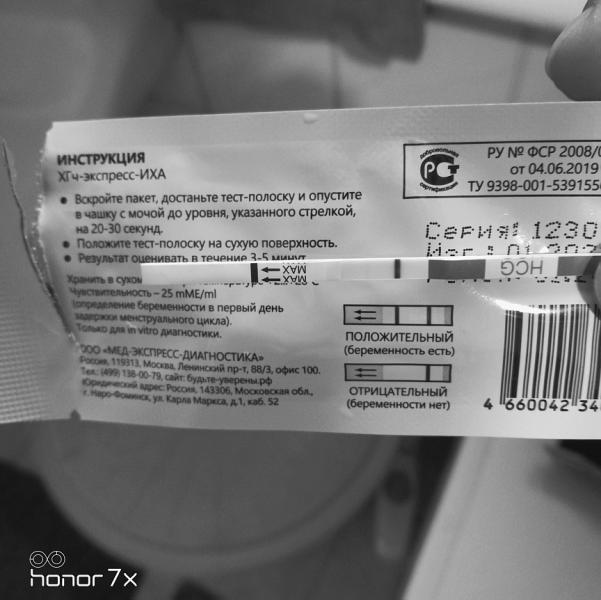 ИНСТРУКЦИЯ
ХГч-экспресс-ИХА
● Вскройте пакет, достаньте тест-полоску и опустите
в чашку с мочой до уровня, указанного стрелкой,
на 20-30 секунд.
● Положите тест-полоску на сухую поверхность.
● Результат оценивать в течение 3-5 минут
Хранить в сухом
Чувствительность – 25 mME/ml
(определение беременности в первый день
задержки менструального цикла).
Только для in vitro диагностики.
ООО «МЕД-ЭКСПРЕСС-ДИАГНОСТИКА»
Россия, 119313, Москва, Ленинский пр-т, 88/3, офис 100.
Тел.: (499) 138-00-79, сайт: будьте-уверены.рф
Юридический адрес: Россия, 143306, Московская обл.,
г. Наро-Фоминск, ул. Карла Маркса, д.1, каб. 52
MAX
MAX
HCG
добровольная
РСТ
сертификация
РУ № ФСР 2008/0
от 04.06.2019
ТУ 9398-001-5391550
Серия: 1230
ПОЛОЖИТЕЛЬНЫЙ
(беременность есть)
ОТРИЦАТЕЛЬНЫЙ
(беременности нет)
4 660042 34
honor 7x